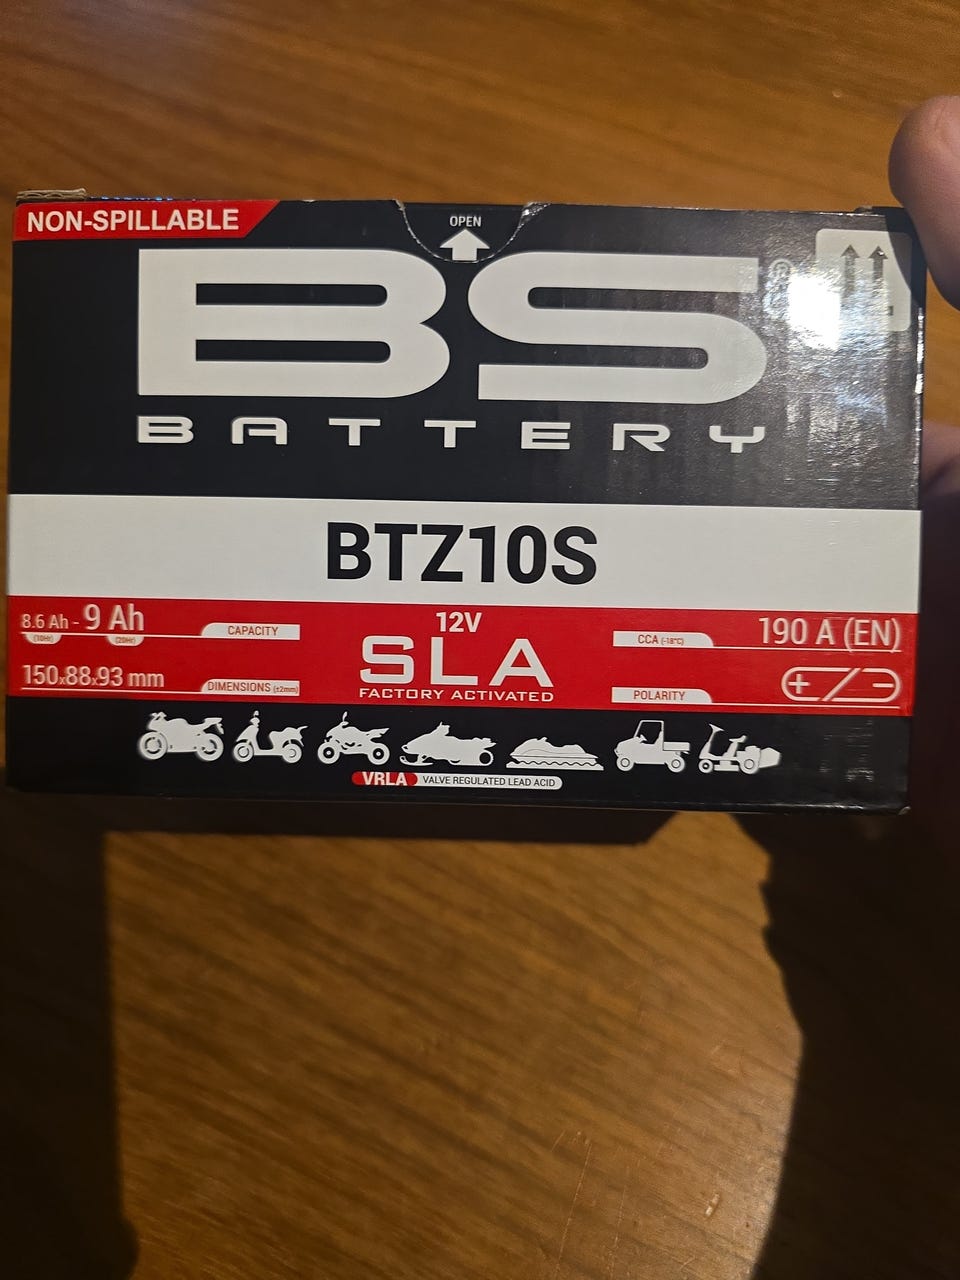 NON-SPILLABLE
OPEN
BS®
BATTERY
BTZ10S
8.6 Ah - 9 Ah
(10Hr) (20Hr)
CAPACITY
150x88x93 mm
DIMENSIONS (±2mm)
12V
SLA
FACTORY ACTIVATED
CCA (-18°C)
190 A (EN)
POLARITY
+ / -
VRLA VALVE REGULATED LEAD ACID